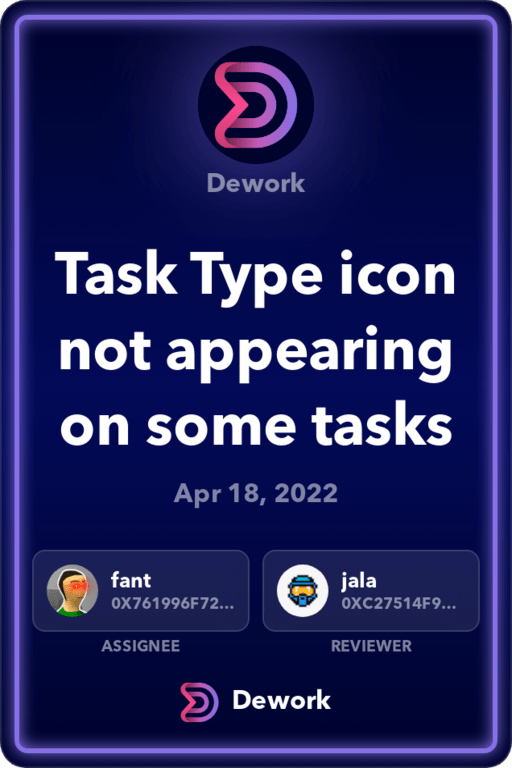 Dework
Task Type icon
not appearing
on some tasks
Apr 18, 2022
fant
0X761996F72...
ASSIGNEE
jala
0XC27514F9...
REVIEWER
Dework